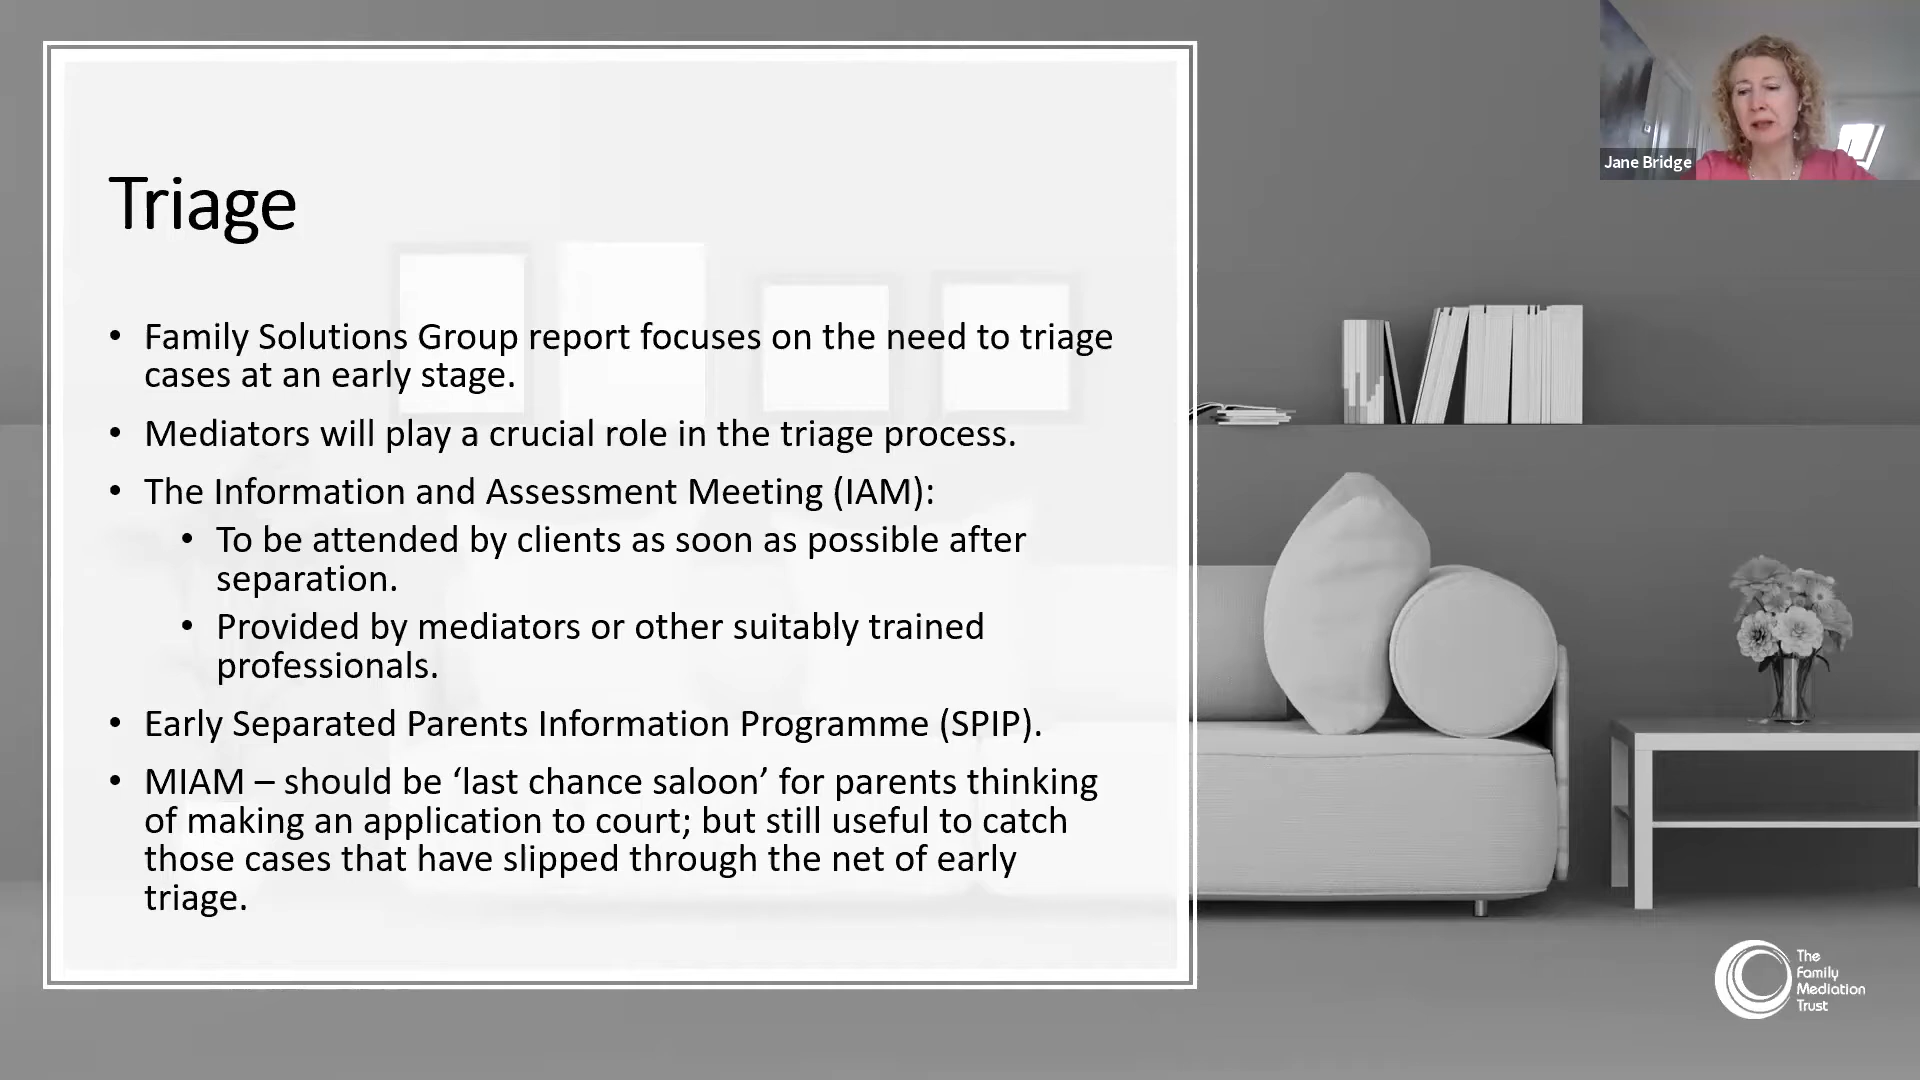 Jane Bridge
Triage
• Family Solutions Group report focuses on the need to triage
cases at an early stage.
• Mediators will play a crucial role in the triage process.
• The Information and Assessment Meeting (IAM):
• To be attended by clients as soon as possible after
separation.
• Provided by mediators or other suitably trained
professionals.
• Early Separated Parents Information Programme (SPIP).
• MIAM – should be ‘last chance saloon’ for parents thinking
of making an application to court; but still useful to catch
those cases that have slipped through the net of early
triage.
The
Family
Mediation
Trust